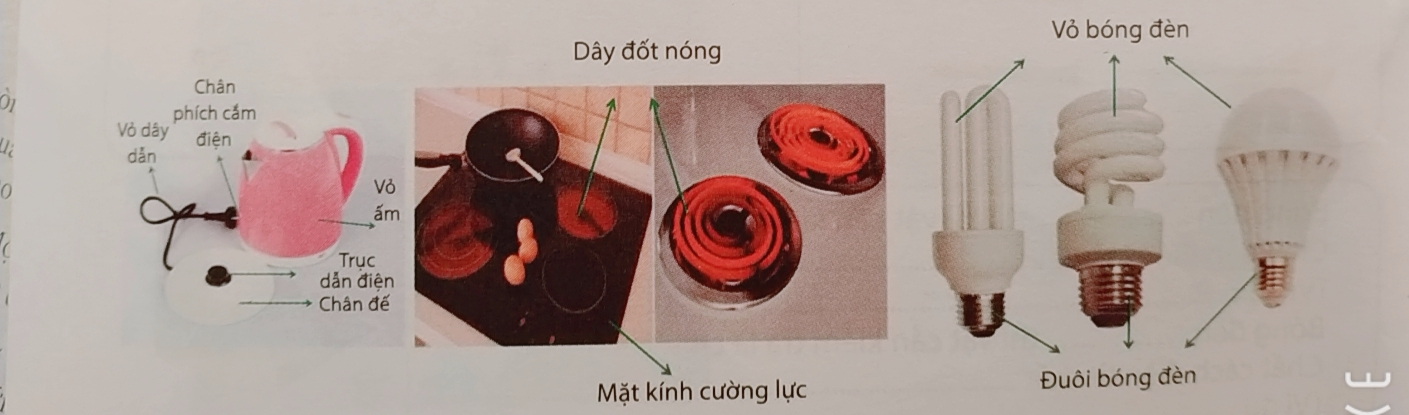 Vỏ bóng đèn
Dây đốt nóng
Chân
phích cắm
điện
Vỏ dây
dẫn
Vỏ
ấm
Trục
dẫn điện
Chân đế
Mặt kính cường lực
Đuôi bóng đèn